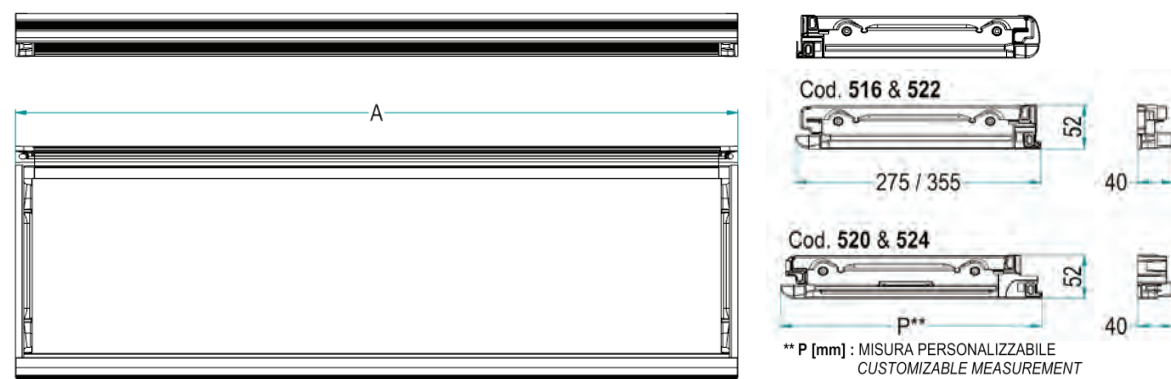 A
Cod. 516 & 522
52
275 / 355
40
Cod. 520 & 524
52
P**
40
** P [mm] : MISURA PERSONALIZZABILE
CUSTOMIZABLE MEASUREMENT